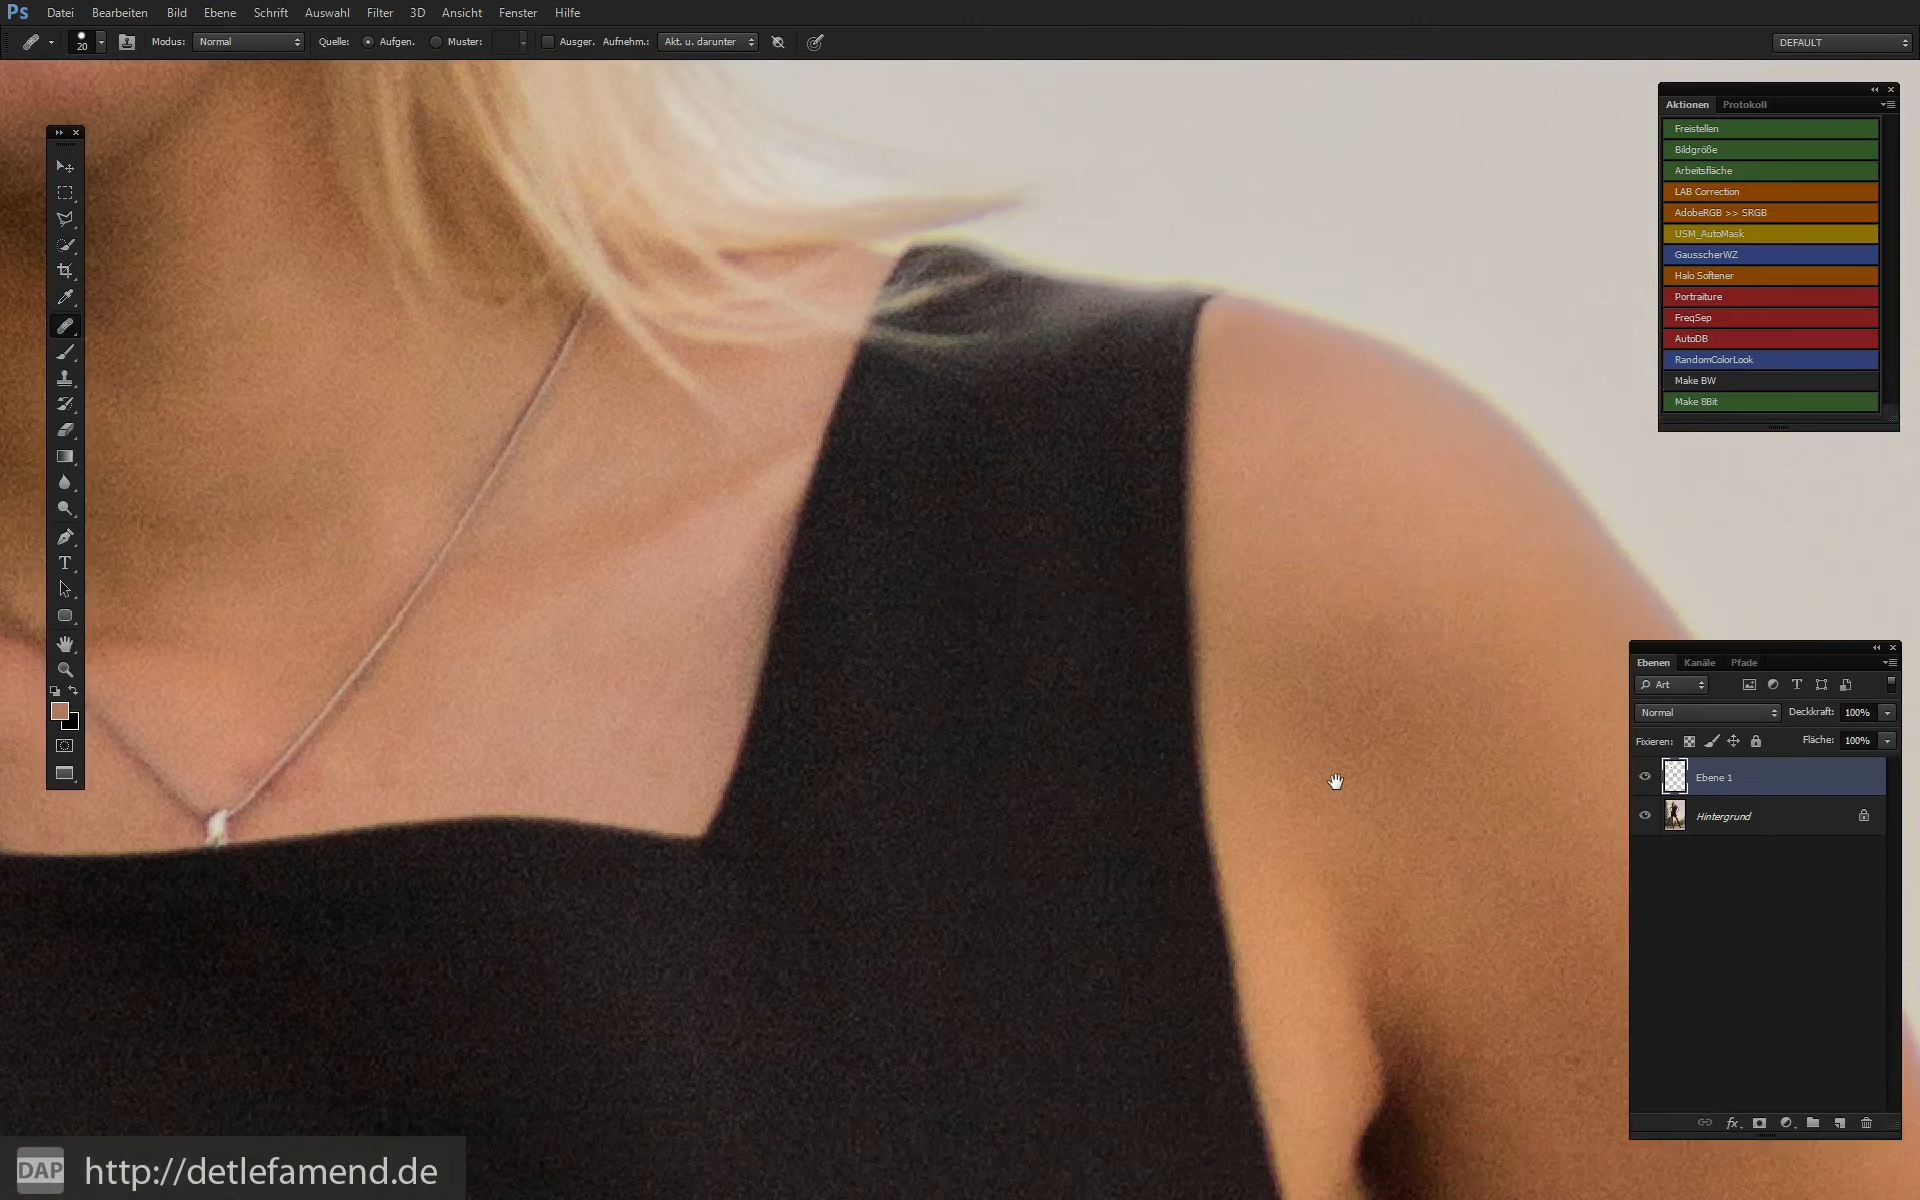 Ps Datei Bearbeiten Bild Ebene Schrift Auswahl Filter 3D Ansicht Fenster Hilfe
20 Modus: Normal Quelle: Aufgen. Muster: Ausger. Aufnehm.: Akt. u. darunter DEFAULT
Aktionen Protokoll
Freistellen
Bildgröße
Arbeitsfläche
LAB Correction
AdobeRGB >> SRGB
USM_AutoMask
GausscherWZ
Halo Softener
Portraiture
FreqSep
AutoDB
RandomColorLook
Make BW
Make 8Bit
Ebenen Kanäle Pfade
Art
Normal Deckkraft: 100%
Fixieren: Fläche: 100%
Ebene 1
Hintergrund
fx
DAP http://detlefamend.de